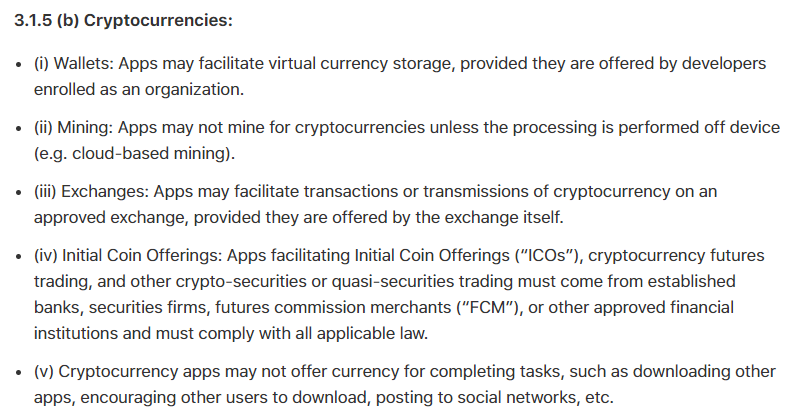 3.1.5 (b) Cryptocurrencies:
• (i) Wallets: Apps may facilitate virtual currency storage, provided they are offered by developers
enrolled as an organization.
• (ii) Mining: Apps may not mine for cryptocurrencies unless the processing is performed off device
(e.g. cloud-based mining).
• (iii) Exchanges: Apps may facilitate transactions or transmissions of cryptocurrency on an
approved exchange, provided they are offered by the exchange itself.
• (iv) Initial Coin Offerings: Apps facilitating Initial Coin Offerings (“ICOs”), cryptocurrency futures
trading, and other crypto-securities or quasi-securities trading must come from established
banks, securities firms, futures commission merchants (“FCM”), or other approved financial
institutions and must comply with all applicable law.
• (v) Cryptocurrency apps may not offer currency for completing tasks, such as downloading other
apps, encouraging other users to download, posting to social networks, etc.